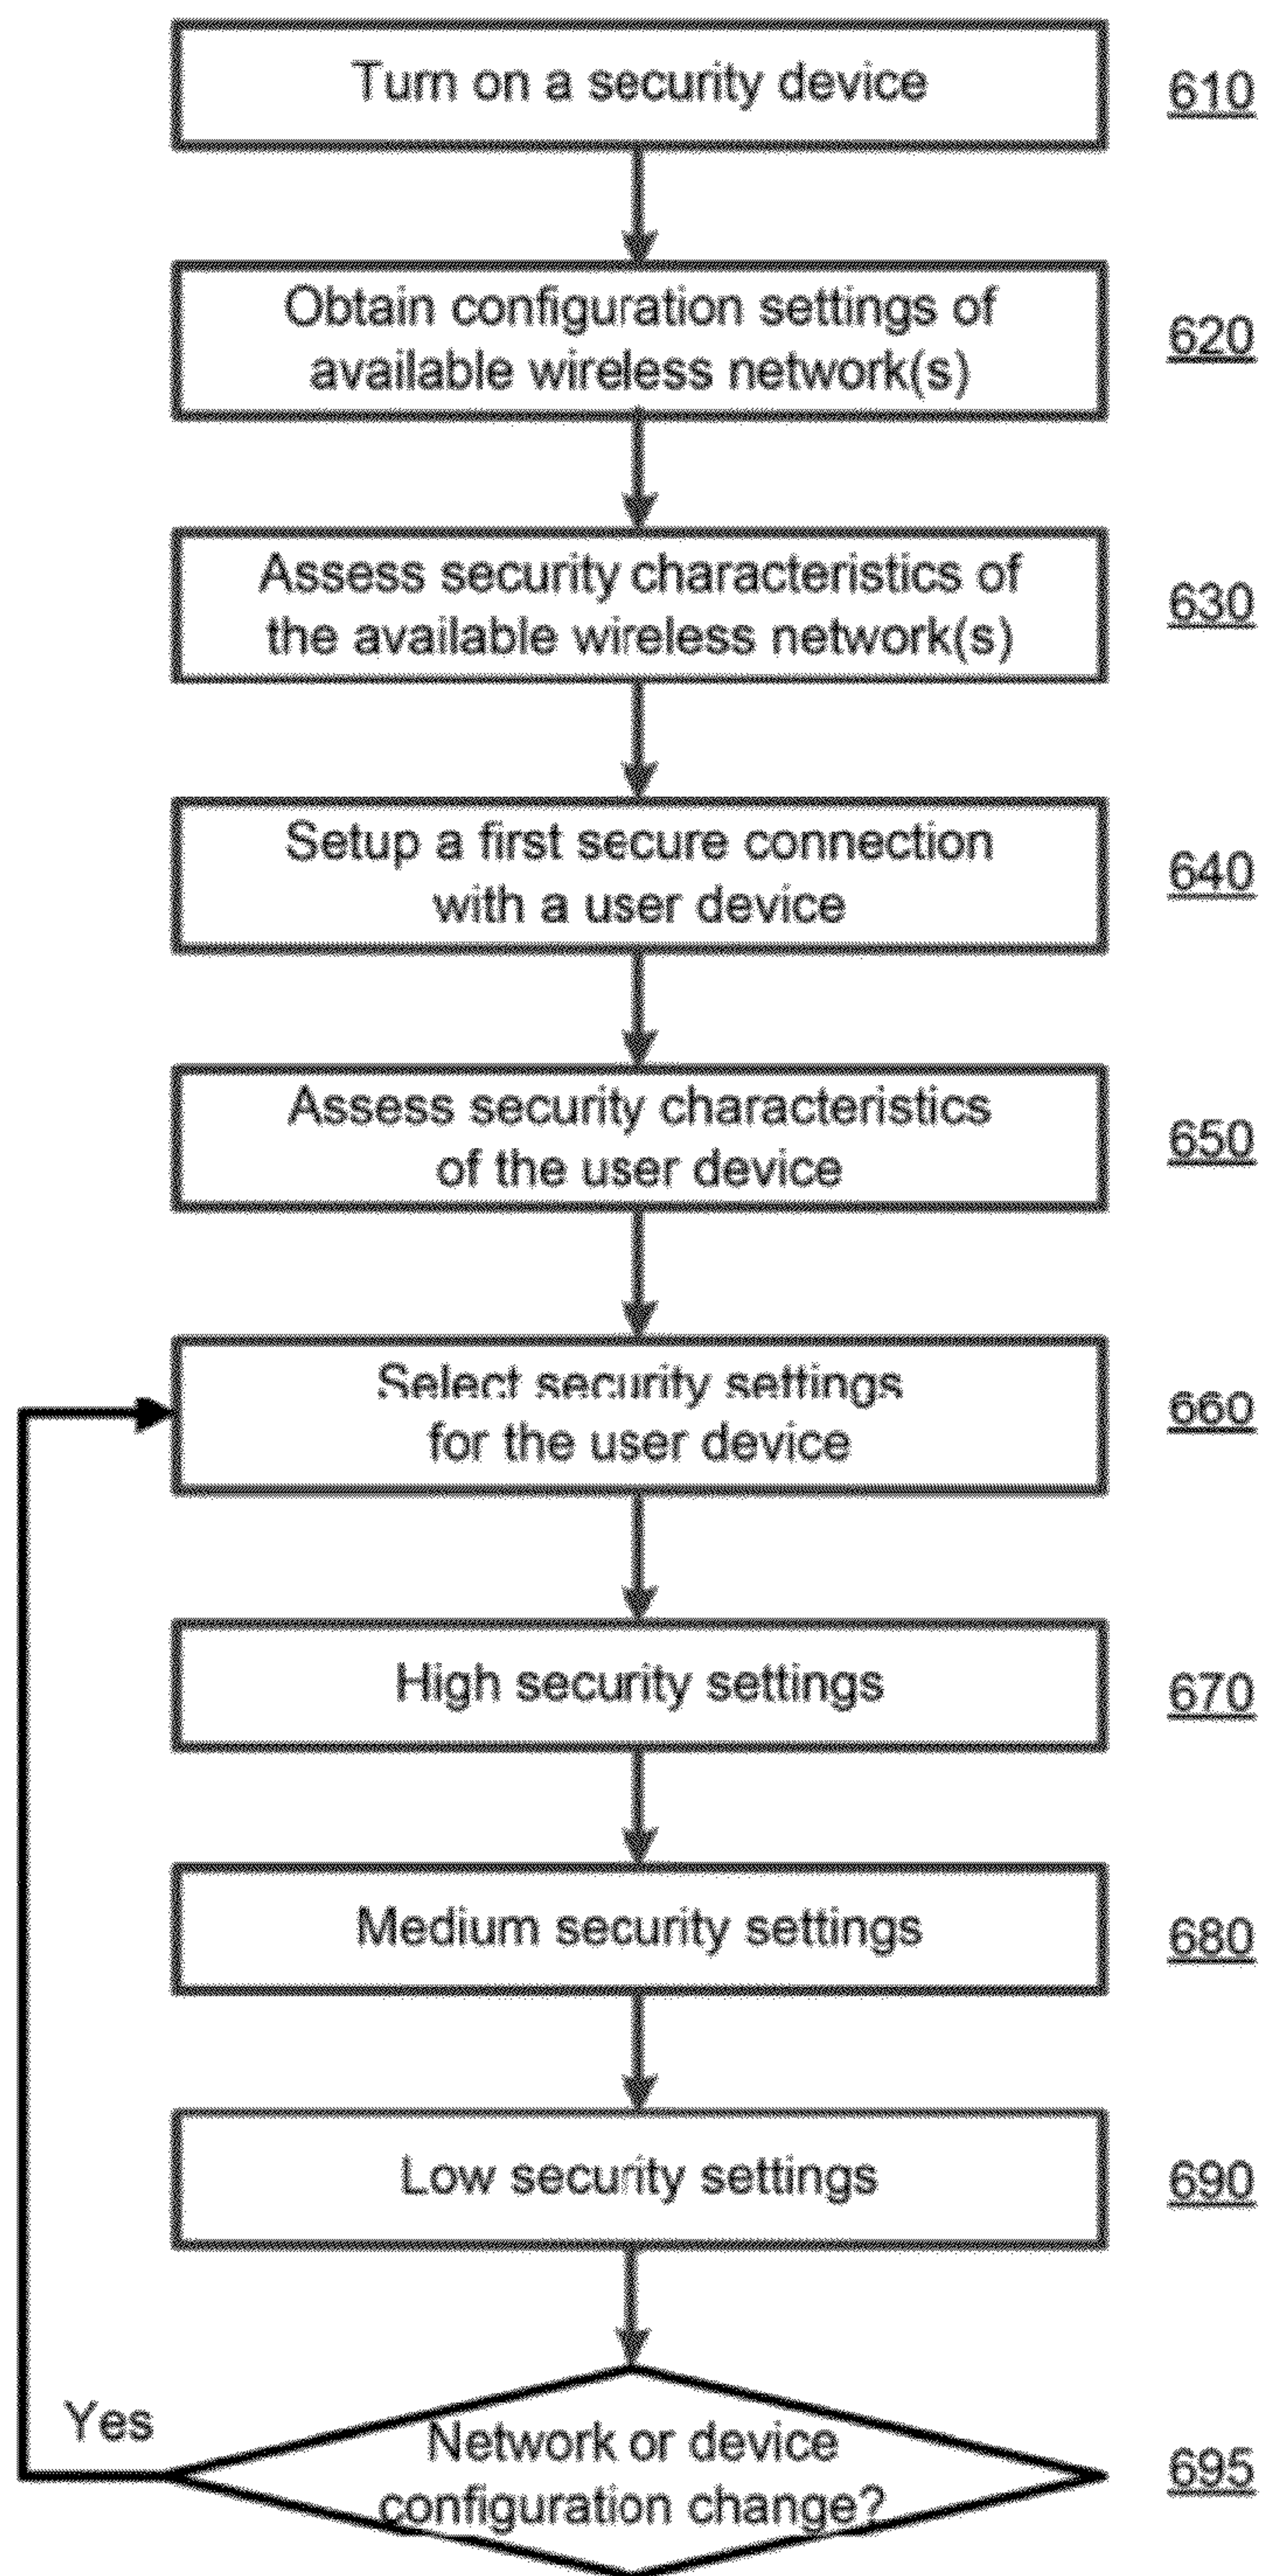 Turn on a security device
610
Obtain configuration settings of
available wireless network(s)
620
Assess security characteristics of
the available wireless network(s)
630
Setup a first secure connection
with a user device
640
Assess security characteristics
of the user device
650
Select security settings
for the user device
660
High security settings
670
Medium security settings
680
Low security settings
690
Yes
Network or device
configuration change?
695